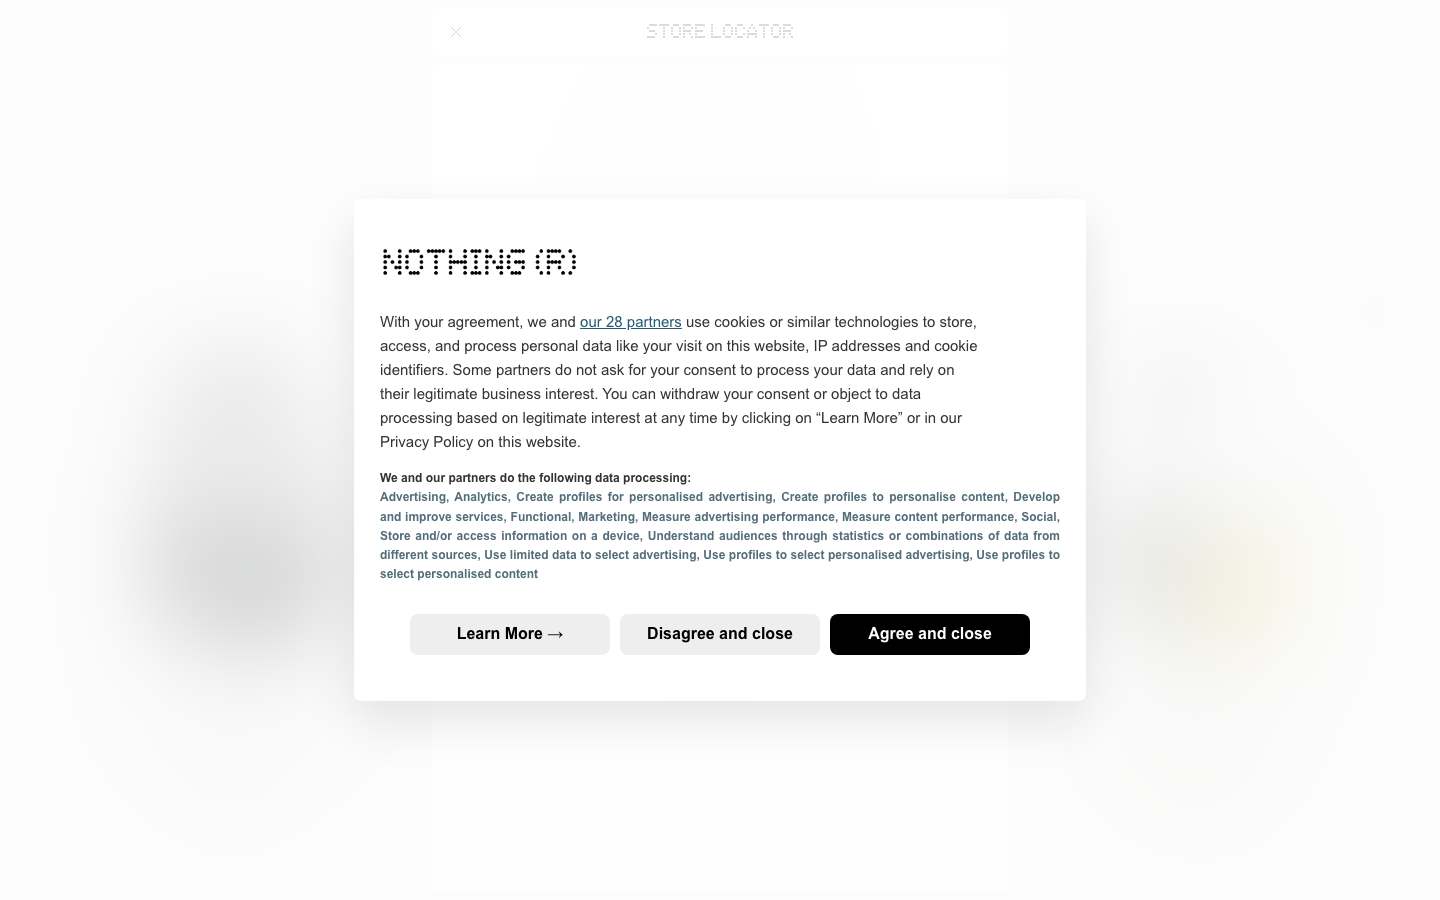 STORE LOCATOR
NOTHING (R)
With your agreement, we and our 28 partners use cookies or similar technologies to store,
access, and process personal data like your visit on this website, IP addresses and cookie
identifiers. Some partners do not ask for your consent to process your data and rely on
their legitimate business interest. You can withdraw your consent or object to data
processing based on legitimate interest at any time by clicking on “Learn More” or in our
Privacy Policy on this website.
We and our partners do the following data processing:
Advertising, Analytics, Create profiles for personalised advertising, Create profiles to personalise content, Develop
and improve services, Functional, Marketing, Measure advertising performance, Measure content performance, Social,
Store and/or access information on a device, Understand audiences through statistics or combinations of data from
different sources, Use limited data to select advertising, Use profiles to select personalised advertising, Use profiles to
select personalised content
Learn More →
Disagree and close
Agree and close